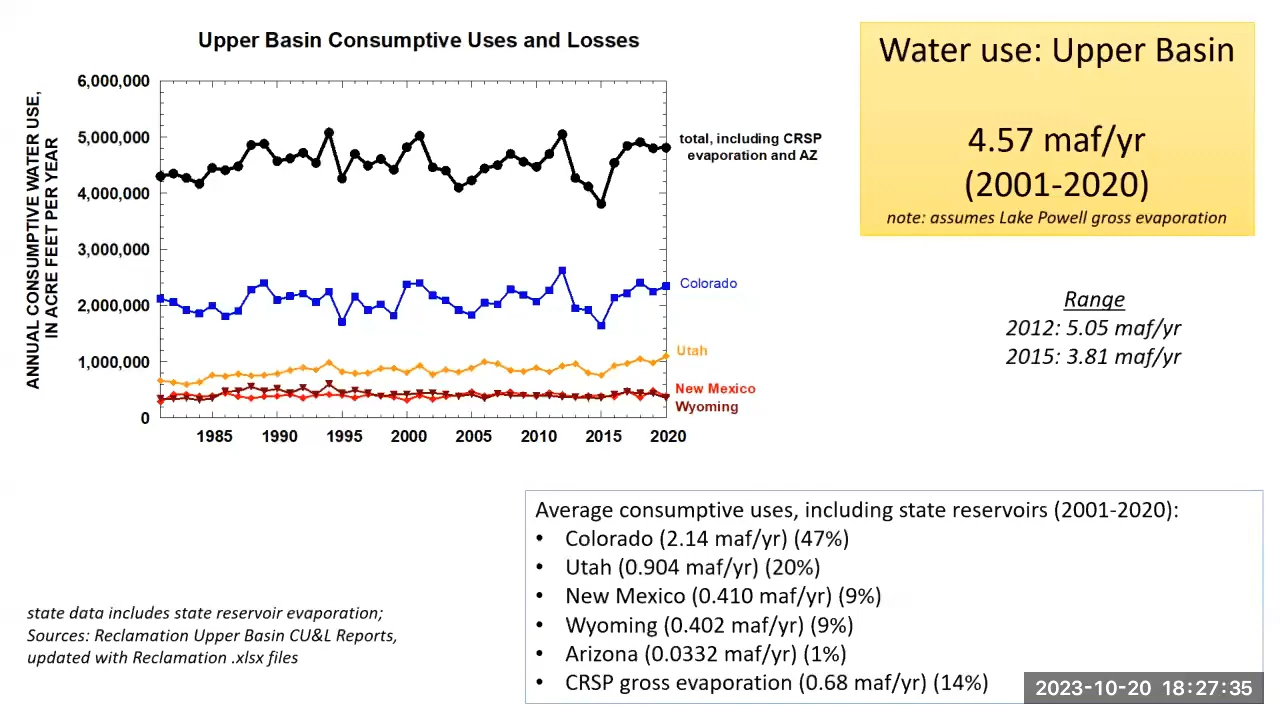 Upper Basin Consumptive Uses and Losses
ANNUAL CONSUMPTIVE WATER USE,
IN ACRE FEET PER YEAR
6,000,000
5,000,000
4,000,000
3,000,000
2,000,000
1,000,000
0
1985
1990
1995
2000
2005
2010
2015
2020
total, including CRSP
evaporation and AZ
Colorado
Utah
New Mexico
Wyoming
Water use: Upper Basin
4.57 maf/yr
(2001-2020)
note: assumes Lake Powell gross evaporation
Range
2012: 5.05 maf/yr
2015: 3.81 maf/yr
Average consumptive uses, including state reservoirs (2001-2020):
• Colorado (2.14 maf/yr) (47%)
• Utah (0.904 maf/yr) (20%)
• New Mexico (0.410 maf/yr) (9%)
• Wyoming (0.402 maf/yr) (9%)
• Arizona (0.0332 maf/yr) (1%)
• CRSP gross evaporation (0.68 maf/yr) (14%)
state data includes state reservoir evaporation;
Sources: Reclamation Upper Basin CU&L Reports,
updated with Reclamation .xlsx files
2023-10-20 18:27:35